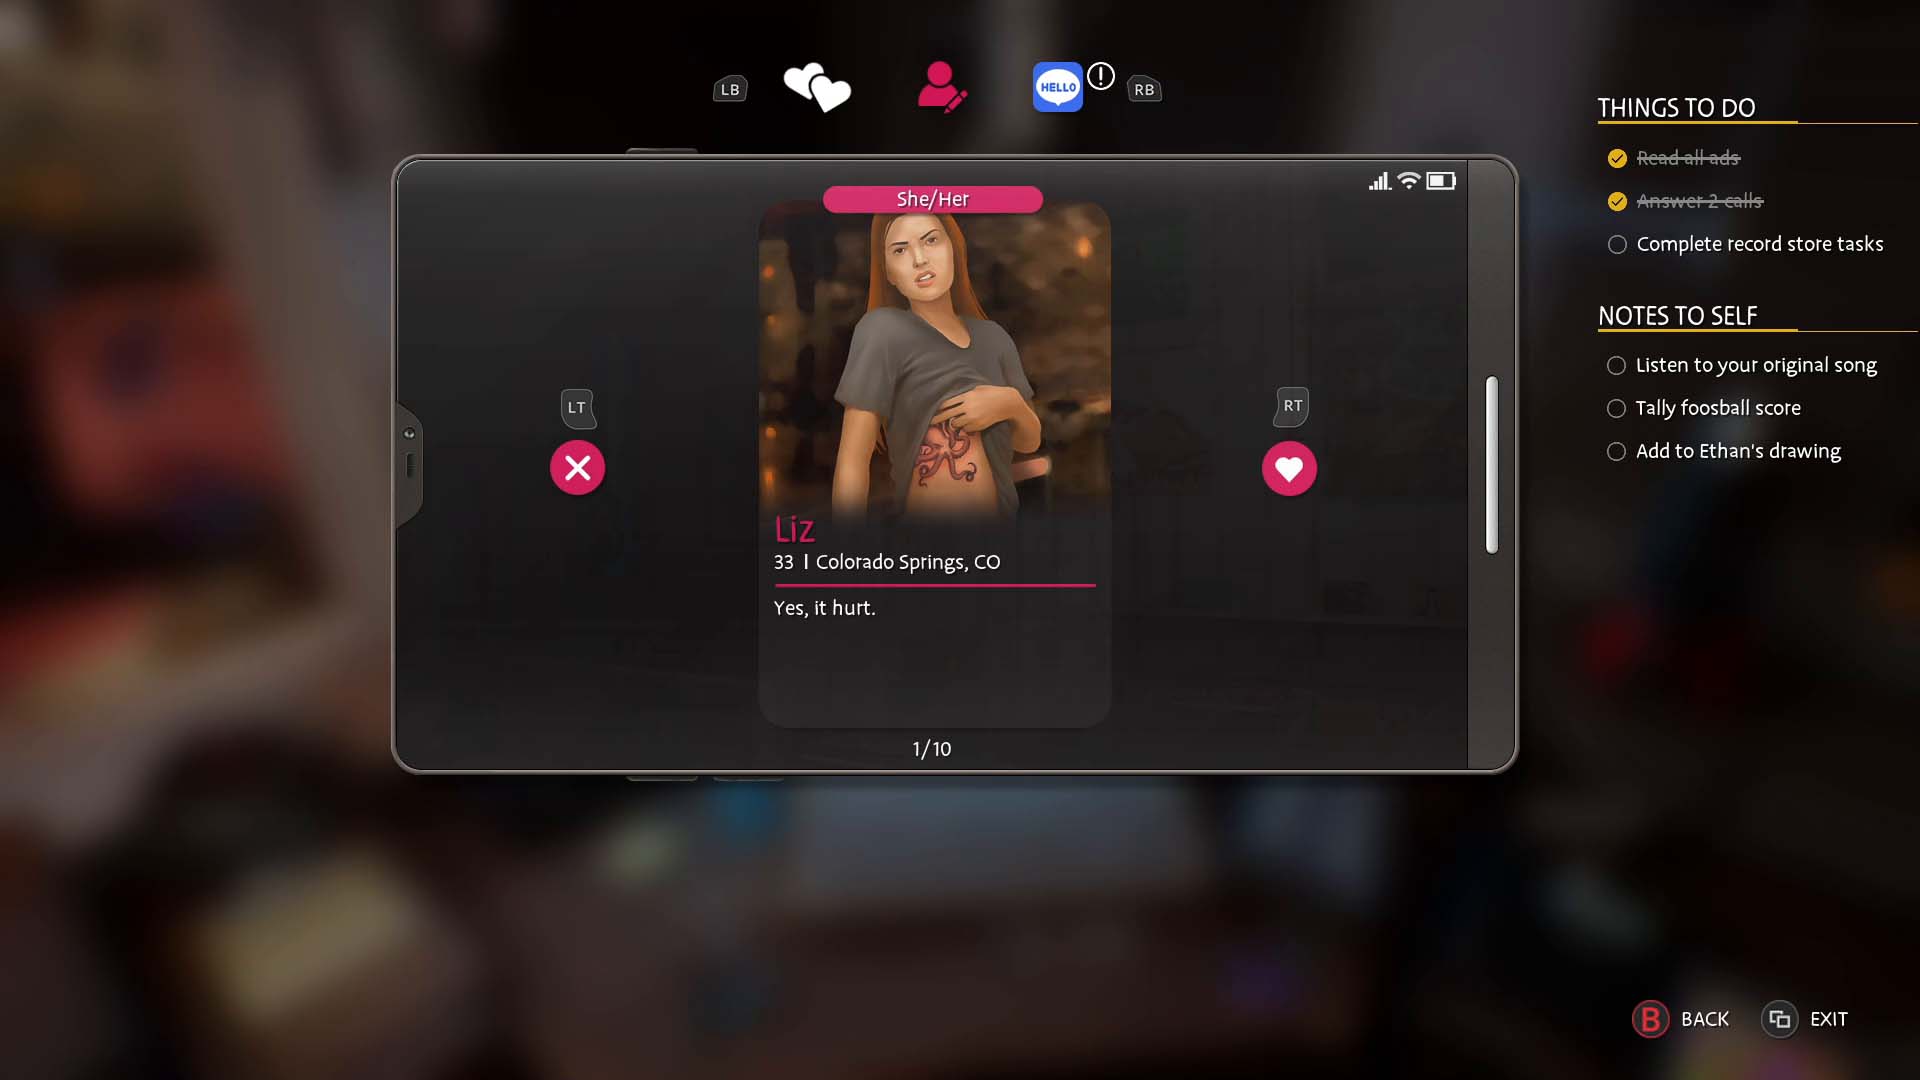 LB
HELLO
RB
She/Her
LT
RT
Liz
33 | Colorado Springs, CO
Yes, it hurt.
1/10
THINGS TO DO
Read all ads
Answer 2 calls
Complete record store tasks
NOTES TO SELF
Listen to your original song
Tally foosball score
Add to Ethan's drawing
B BACK
EXIT